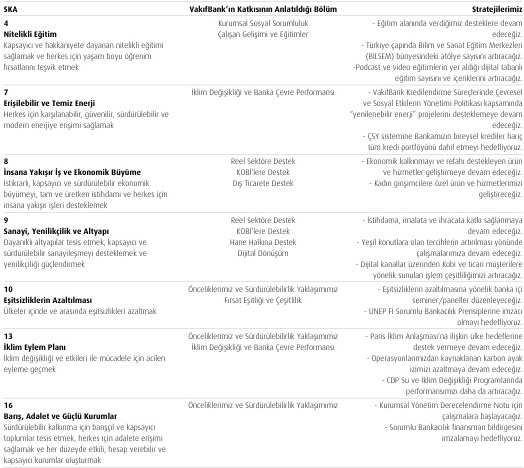 SKA VakıfBank'ın Katkısının Anlatıldığı Bölüm Stratejilerimiz
4
Nitelikli Eğitim
Kapsayıcı ve hakkaniyete dayanan nitelikli eğitimi
sağlamak ve herkes için yaşam boyu öğrenim
fırsatlarını teşvik etmek
Kurumsal Sosyal Sorumluluk
Çalışan Gelişimi ve Eğitimler
- Eğitim alanında verdiğimiz desteklere devam
edeceğiz.
- Türkiye çapında Bilim ve Sanat Eğitim Merkezleri
(BİLSEM) bünyesindeki atölye sayısını artıracağız.
-Podcast ve video eğitimlerin yer aldığı dijital tabanlı
eğitim sayısını ve içeriklerini artıracağız.
7
Erişilebilir ve Temiz Enerji
Herkes için karşılanabilir, güvenilir, sürdürülebilir ve
modern enerjiye erişimi sağlamak
İklim Değişikliği ve Banka Çevre Performansı
- VakıfBank Kredilendirme Süreçlerinde Çevresel
ve Sosyal Etkilerin Yönetimi Politikası kapsamında
"yenilenebilir enerji" projelerini desteklemeye devam
edeceğiz.
- ÇSY sistemine Bankamızın bireysel krediler hariç
tüm kredi portföyünü dahil etmeyi hedefliyoruz.
8
İnsana Yakışır İş ve Ekonomik Büyüme
İstikrarlı, kapsayıcı ve sürdürülebilir ekonomik
büyümeyi, tam ve üretken istihdamı ve herkes için
insana yakışır işleri desteklemek
Reel Sektöre Destek
KOBİ'lere Destek
Dış Ticarete Destek
- Ekonomik kalkınmayı ve refahı destekleyen ürün
ve hizmetler geliştirmeye devam edeceğiz.
- Kadın girişimcilere özel ürün ve hizmetlerimizi
geliştireceğiz.
9
Sanayi, Yenilikçilik ve Altyapı
Dayanıklı altyapılar tesis etmek, kapsayıcı ve
sürdürülebilir sanayileşmeyi desteklemek ve
yenilikçiliği güçlendirmek
Reel Sektöre Destek
KOBİ'lere Destek
Hane Halkına Destek
Dijital Dönüşüm
- İstihdama, imalata ve ihracata katkı sağlanmaya
devam edeceğiz.
- Yeşil konutlara olan tercihlerin artırılması yönünde
çalışmalarımıza devam edeceğiz.
- Dijital kanallar üzerinden Kobi ve ticari müşterilere
yönelik sunulan işlem çeşitliliğimizi artıracağız.
10
Eşitsizliklerin Azaltılması
Ülkeler içinde ve arasında eşitsizlikleri azaltmak
Önceliklerimiz ve Sürdürülebilirlik Yaklaşımımız
Fırsat Eşitliği ve Çeşitlilik
- Eşitsizliklerin azaltılmasına yönelik banka içi
seminer/paneller düzenleyeceğiz.
- UNEP FI Sorumlu Bankacılık Prensiplerine imzacı
olmayı hedefliyoruz.
13
İklim Eylem Planı
İklim değişikliği ve etkileri ile mücadele için acilen
eyleme geçmek
Önceliklerimiz ve Sürdürülebilirlik Yaklaşımımız
İklim Değişikliği ve Banka Çevre Performansı
- Paris İklim Anlaşması'na ilişkin ülke hedeflerine
destek vermeye devam edeceğiz.
- Operasyonlarımızdan kaynaklanan karbon ayak
izimizi azaltmaya devam edeceğiz.
- CDP Su ve İklim Değişikliği Programlarında
performansımızı daha da artıracağız.
16
Barış, Adalet ve Güçlü Kurumlar
Sürdürülebilir kalkınma için barışçıl ve kapsayıcı
toplumlar tesis etmek, herkes için adalete erişimi
sağlamak ve her düzeyde etkili, hesap verebilir ve
kapsayıcı kurumlar oluşturmak
Önceliklerimiz ve Sürdürülebilirlik Yaklaşımımız
- Kurumsal Yönetim Derecelendirme Notu için
çalışmalara başlayacağız.
- Sorumlu Bankacılık finansman bildirgesini
imzalamayı hedefliyoruz.